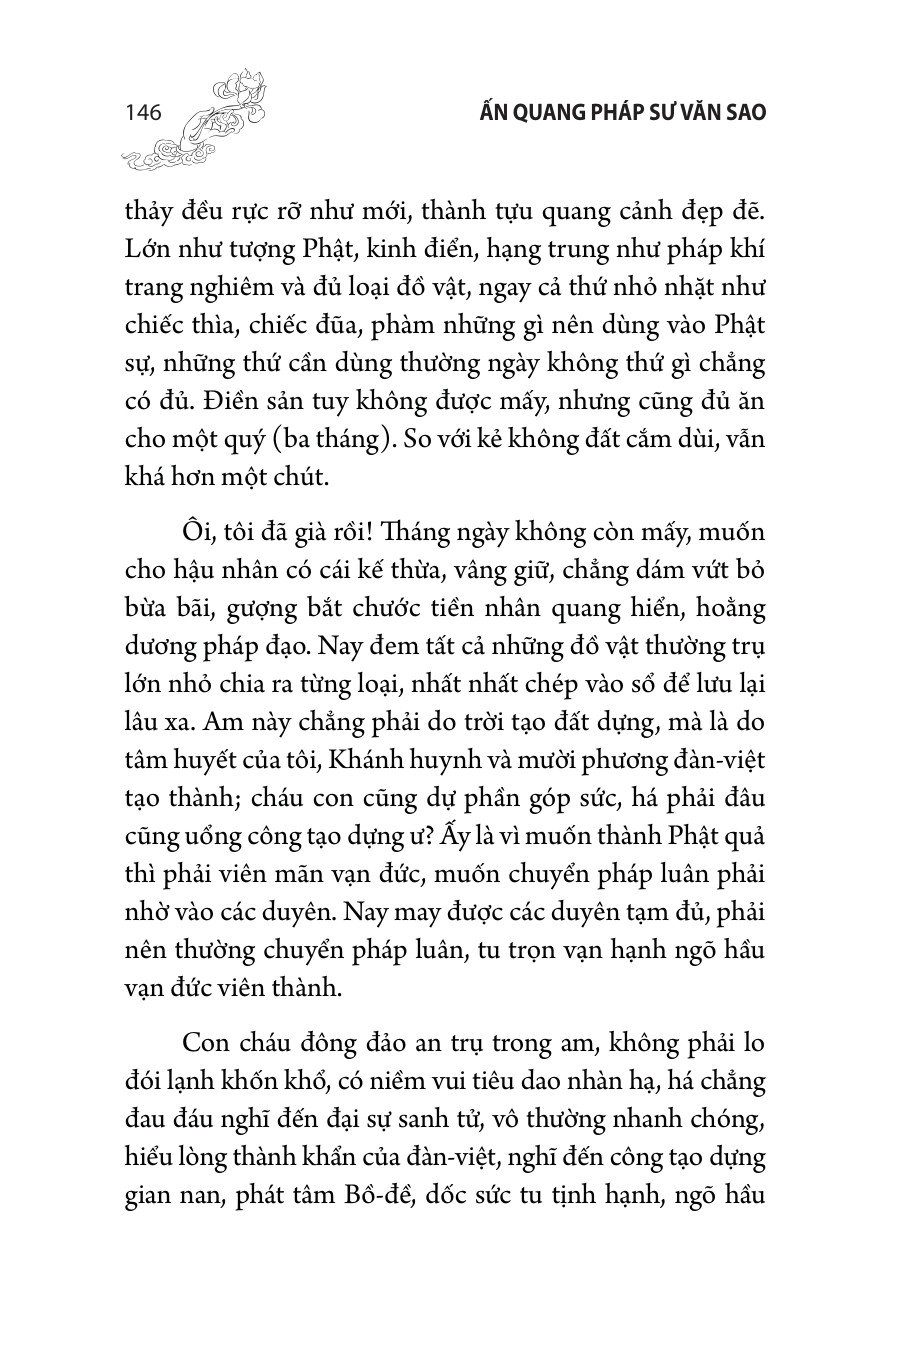 146
ẤN QUANG PHÁP SƯ VĂN SAO
thảy đều rực rỡ như mới, thành tựu quang cảnh đẹp đẽ.
Lớn như tượng Phật, kinh điển, hạng trung như pháp khí
trang nghiêm và đủ loại đồ vật, ngay cả thứ nhỏ nhặt như
chiếc thìa, chiếc đũa, phàm những gì nên dùng vào Phật
sự, những thứ cần dùng thường ngày không thứ gì chẳng
có đủ. Điền sản tuy không được mấy, nhưng cũng đủ ăn
cho một quý (ba tháng). So với kẻ không đất cắm dùi, vẫn
khá hơn một chút.
Ôi, tôi đã già rồi! Tháng ngày không còn mấy, muốn
cho hậu nhân có cái kế thừa, vâng giữ, chẳng dám vứt bỏ
bừa bãi, gượng bắt chước tiền nhân quang hiển, hoằng
dương pháp đạo. Nay đem tất cả những đồ vật thường trụ
lớn nhỏ chia ra từng loại, nhất nhất chép vào sổ để lưu lại
lâu xa. Am này chẳng phải do trời tạo đất dựng, mà là do
tâm huyết của tôi, Khánh huynh và mười phương đàn-việt
tạo thành; cháu con cũng dự phần góp sức, há phải đâu
cũng uổng công tạo dựng ư? Ấy là vì muốn thành Phật quả
thì phải viên mãn vạn đức, muốn chuyển pháp luân phải
nhờ vào các duyên. Nay may được các duyên tạm đủ, phải
nên thường chuyển pháp luân, tu trọn vạn hạnh ngõ hầu
vạn đức viên thành.
Con cháu đông đảo an trụ trong am, không phải lo
đói lạnh khốn khổ, có niềm vui tiêu dao nhàn hạ, há chẳng
đau đáu nghĩ đến đại sự sanh tử, vô thường nhanh chóng,
hiểu lòng thành khẩn của đàn-việt, nghĩ đến công tạo dựng
gian nan, phát tâm Bồ-đề, dốc sức tu tịnh hạnh, ngõ hầu